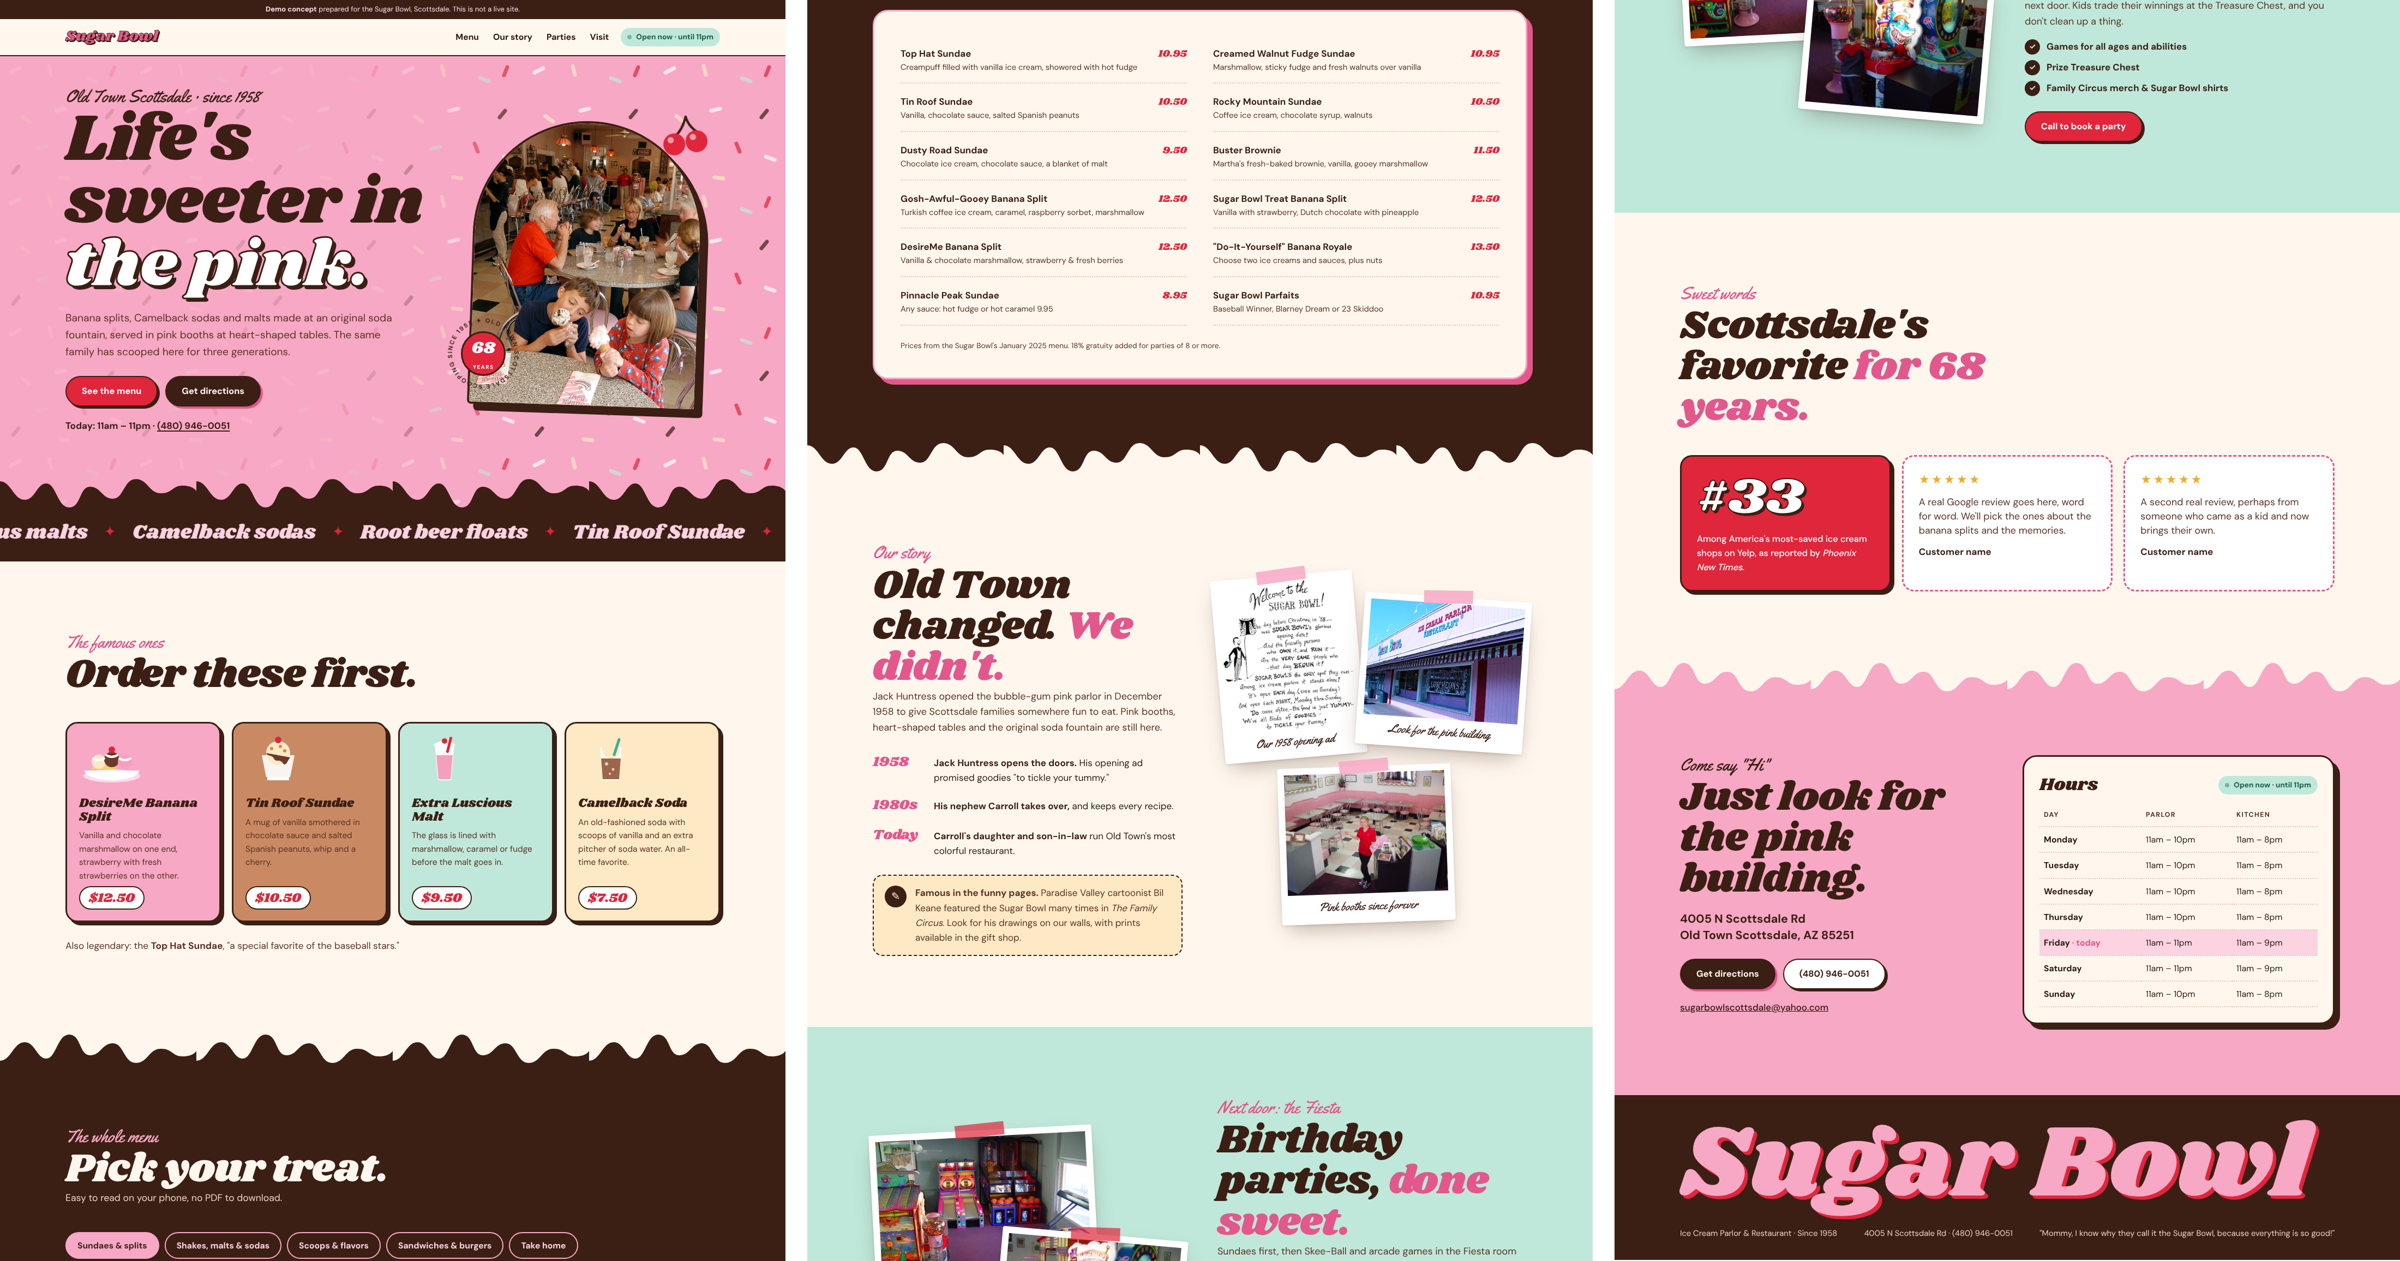 Demo concept prepared for the Sugar Bowl, Scottsdale. This is not a live site.
Sugar Bowl
Menu
Our story
Parties
Visit
Open now · until 11pm
Old Town Scottsdale · since 1958
Life's
sweeter in
the pink.
Banana splits, Camelback sodas and malts made at an original soda
fountain, served in pink booths at heart-shaped tables. The same
family has scooped here for three generations.
68
YEARS
See the menu
Get directions
Today: 11am – 11pm · (480) 946-0051
us malts ✦ Camelback sodas ✦ Root beer floats ✦ Tin Roof Sundae ✦
The famous ones
Order these first.
DesireMe Banana
Split
Vanilla and chocolate
marshmallow on one end,
strawberry with fresh
strawberries on the other.
$12.50
Tin Roof Sundae
A mug of vanilla smothered in
chocolate sauce and salted
Spanish peanuts, whip and a
cherry.
$10.50
Extra Luscious
Malt
The glass is lined with
marshmallow, caramel or fudge
before the malt goes in.
$9.50
Camelback Soda
An old-fashioned soda with
scoops of vanilla and an extra
pitcher of soda water. An all-
time favorite.
$7.50
Also legendary: the Top Hat Sundae, "a special favorite of the baseball stars."
The whole menu
Pick your treat.
Easy to read on your phone, no PDF to download.
Sundaes & splits
Shakes, malts & sodas
Scoops & flavors
Sandwiches & burgers
Take home
Top Hat Sundae 10.95
Creampuff filled with vanilla ice cream, showered with hot fudge
Creamed Walnut Fudge Sundae 10.95
Marshmallow, sticky fudge and fresh walnuts over vanilla
Tin Roof Sundae 10.50
Vanilla, chocolate sauce, salted Spanish peanuts
Rocky Mountain Sundae 10.50
Coffee ice cream, chocolate syrup, walnuts
Dusty Road Sundae 9.50
Chocolate ice cream, chocolate sauce, a blanket of malt
Buster Brownie 11.50
Martha's fresh-baked brownie, vanilla, gooey marshmallow
Gosh-Awful-Gooey Banana Split 12.50
Turkish coffee ice cream, caramel, raspberry sorbet, marshmallow
Sugar Bowl Treat Banana Split 12.50
Vanilla with strawberry, Dutch chocolate with pineapple
DesireMe Banana Split 12.50
Vanilla & chocolate marshmallow, strawberry & fresh berries
"Do-It-Yourself" Banana Royale 13.50
Choose two ice creams and sauces, plus nuts
Pinnacle Peak Sundae 8.95
Any sauce: hot fudge or hot caramel 9.95
Sugar Bowl Parfaits 10.95
Baseball Winner, Blarney Dream or 23 Skiddoo
Prices from the Sugar Bowl's January 2025 menu. 18% gratuity added for parties of 8 or more.
Our story
Old Town
changed. We
didn't.
Jack Huntress opened the bubble-gum pink parlor in December
1958 to give Scottsdale families somewhere fun to eat. Pink booths,
heart-shaped tables and the original soda fountain are still here.
1958 Jack Huntress opens the doors. His opening ad
promised goodies "to tickle your tummy."
1980s His nephew Carroll takes over, and keeps every recipe.
Today Carroll's daughter and son-in-law run Old Town's most
colorful restaurant.
Famous in the funny pages. Paradise Valley cartoonist Bil
Keane featured the Sugar Bowl many times in The Family
Circus. Look for his drawings on our walls, with prints
available in the gift shop.
Welcome to the
SUGAR BOWL!
Our 1958 opening ad
ICE CREAM PARLOR
RESTAURANT
Look for the pink building
Pink booths since forever
Next door: the Fiesta
Birthday
parties, done
sweet.
Sundaes first, then Skee-Ball and arcade games in the Fiesta room
next door. Kids trade their winnings at the Treasure Chest, and you
don't clean up a thing.
Games for all ages and abilities
Prize Treasure Chest
Family Circus merch & Sugar Bowl shirts
Call to book a party
Sweet words
Scottsdale's
favorite for 68
years.
#33
Among America's most-saved ice cream
shops on Yelp, as reported by Phoenix
New Times.
★★★★★
A real Google review goes here, word
for word. We'll pick the ones about the
banana splits and the memories.
Customer name
★★★★★
A second real review, perhaps from
someone who came as a kid and now
brings their own.
Customer name
Come say "Hi"
Just look for
the pink
building.
4005 N Scottsdale Rd
Old Town Scottsdale, AZ 85251
Get directions
(480) 946-0051
sugarbowlscottsdale@yahoo.com
Hours
Open now · until 11pm
DAY PARLOR KITCHEN
Monday 11am – 10pm 11am – 8pm
Tuesday 11am – 10pm 11am – 8pm
Wednesday 11am – 10pm 11am – 8pm
Thursday 11am – 10pm 11am – 8pm
Friday · today 11am – 11pm 11am – 9pm
Saturday 11am – 11pm 11am – 9pm
Sunday 11am – 10pm 11am – 8pm
Sugar Bowl
Ice Cream Parlor & Restaurant · Since 1958
4005 N Scottsdale Rd · (480) 946-0051
"Mommy, I know why they call it the Sugar Bowl, because everything is so good!"